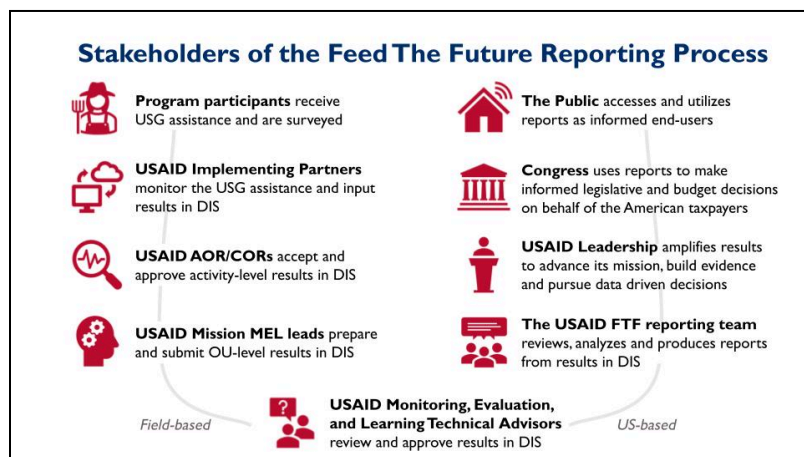 Stakeholders of the Feed The Future Reporting Process
Program participants receive
USG assistance and are surveyed
USAID Implementing Partners
monitor the USG assistance and input
results in DIS
USAID AOR/CORs accept and
approve activity-level results in DIS
USAID Mission MEL leads prepare
and submit OU-level results in DIS
Field-based
?
USAID Monitoring, Evaluation,
and Learning Technical Advisors
review and approve results in DIS
US-based
The USAID FTF reporting team
reviews, analyzes and produces reports
from results in DIS
USAID Leadership amplifies results
to advance its mission, build evidence
and pursue data driven decisions
Congress uses reports to make
informed legislative and budget decisions
on behalf of the American taxpayers
The Public accesses and utilizes
reports as informed end-users